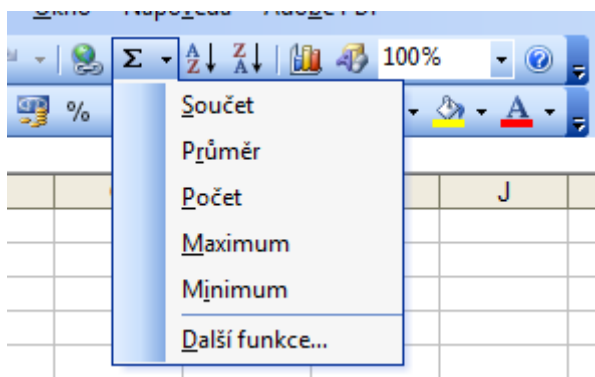 Σ
A
Z
Z
A
100%
%
A
Součet
Průměr
Počet
Maximum
Minimum
Další funkce...
J